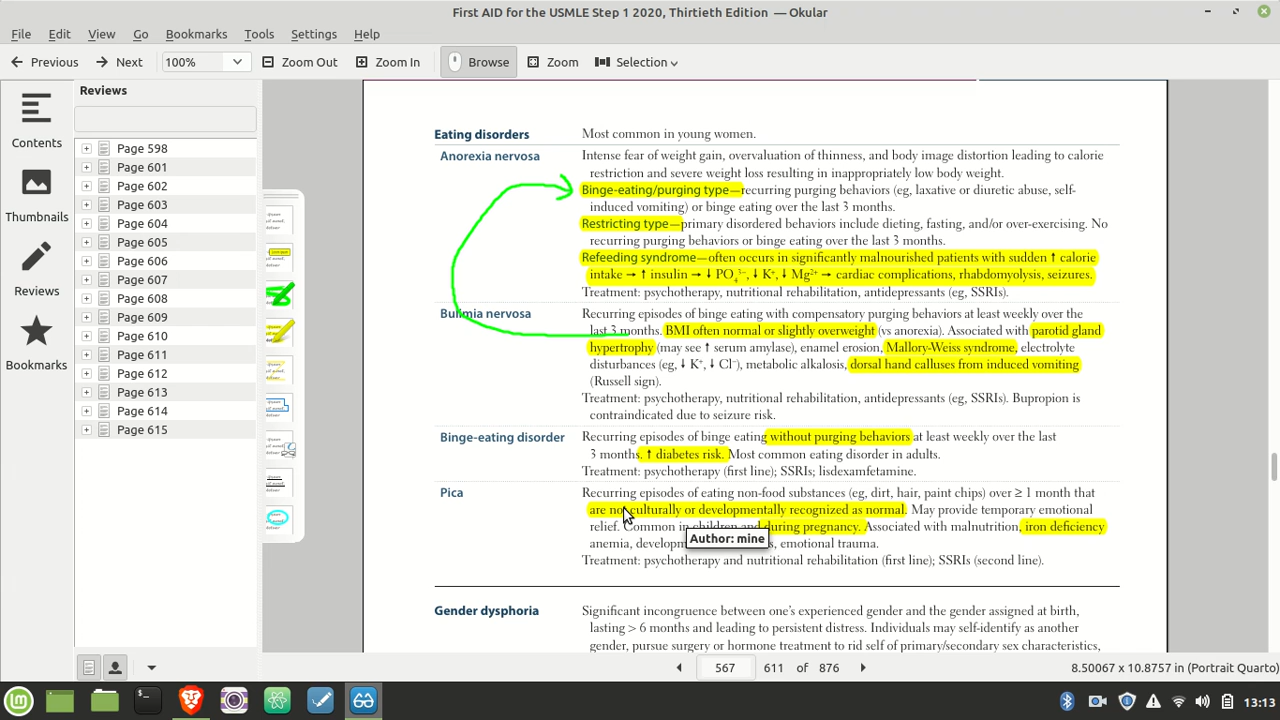 First AID for the USMLE Step 1 2020, Thirtieth Edition — Okular
File Edit View Go Bookmarks Tools Settings Help
Previous Next 100% Zoom Out Zoom In Browse Zoom Selection
Contents
Thumbnails
Reviews
Bookmarks
Reviews
Page 598
Page 601
Page 602
Page 603
Page 604
Page 605
Page 606
Page 607
Page 608
Page 609
Page 610
Page 611
Page 612
Page 613
Page 614
Page 615
Eating disorders Most common in young women.
Anorexia nervosa Intense fear of weight gain, overvaluation of thinness, and body image distortion leading to calorie
restriction and severe weight loss resulting in inappropriately low body weight.
Binge-eating/purging type—recurring purging behaviors (eg, laxative or diuretic abuse, self-
induced vomiting) or binge eating over the last 3 months.
Restricting type—primary disordered behaviors include dieting, fasting, and/or over-exercising. No
recurring purging behaviors or binge eating over the last 3 months.
Refeeding syndrome—often occurs in significantly malnourished patients with sudden ↑ calorie
intake → ↑ insulin → ↓ PO₄³⁻, ↓ K⁺, ↓ Mg²⁺ → cardiac complications, rhabdomyolysis, seizures.
Treatment: psychotherapy, nutritional rehabilitation, antidepressants (eg, SSRIs).
Bulimia nervosa Recurring episodes of binge eating with compensatory purging behaviors at least weekly over the
last 3 months. BMI often normal or slightly overweight (vs anorexia). Associated with parotid gland
hypertrophy (may see ↑ serum amylase), enamel erosion, Mallory-Weiss syndrome, electrolyte
disturbances (eg, ↓ K⁺, ↓ Cl⁻), metabolic alkalosis, dorsal hand calluses from induced vomiting
(Russell sign).
Treatment: psychotherapy, nutritional rehabilitation, antidepressants (eg, SSRIs). Bupropion is
contraindicated due to seizure risk.
Binge-eating disorder Recurring episodes of binge eating without purging behaviors at least weekly over the last
3 months. ↑ diabetes risk. Most common eating disorder in adults.
Treatment: psychotherapy (first line); SSRIs; lisdexamfetamine.
Pica Recurring episodes of eating non-food substances (eg, dirt, hair, paint chips) over ≥ 1 month that
are not culturally or developmentally recognized as normal. May provide temporary emotional
relief. Common in children and during pregnancy. Associated with malnutrition, iron deficiency
anemia, emotional trauma.
Author: mine
Treatment: psychotherapy and nutritional rehabilitation (first line); SSRIs (second line).
Gender dysphoria Significant incongruence between one's experienced gender and the gender assigned at birth,
lasting > 6 months and leading to persistent distress. Individuals may self-identify as another
gender, pursue surgery or hormone treatment to rid self of primary/secondary sex characteristics,
567 611 of 876 8.50067 x 10.8757 in (Portrait Quarto)
13:13